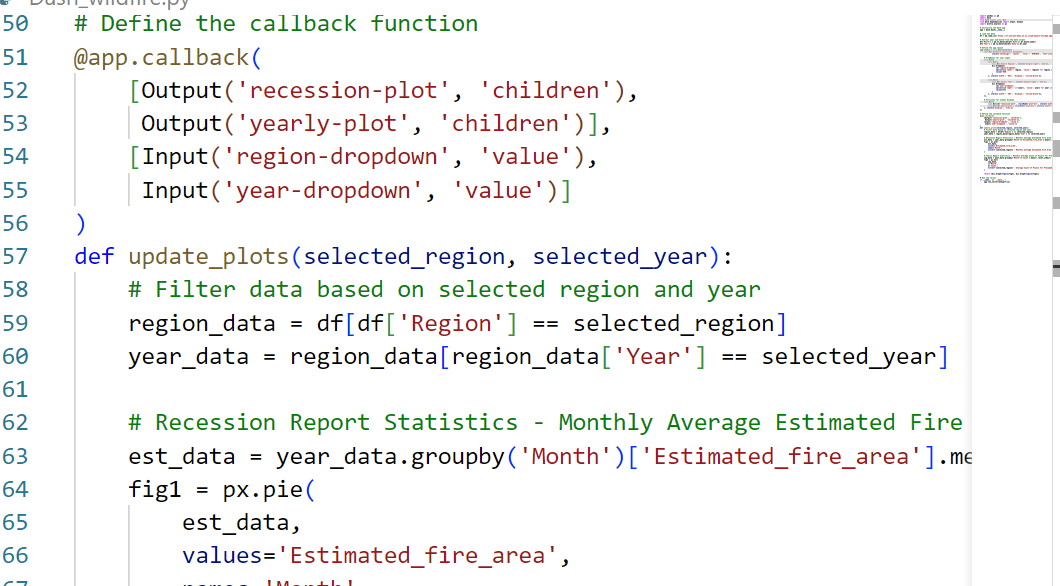 Dash_wildfire.py
50 # Define the callback function
51 @app.callback(
52 [Output('recession-plot', 'children'),
53 Output('yearly-plot', 'children')],
54 [Input('region-dropdown', 'value'),
55 Input('year-dropdown', 'value')]
56 )
57 def update_plots(selected_region, selected_year):
58 # Filter data based on selected region and year
59 region_data = df[df['Region'] == selected_region]
60 year_data = region_data[region_data['Year'] == selected_year]
61
62 # Recession Report Statistics - Monthly Average Estimated Fire
63 est_data = year_data.groupby('Month')['Estimated_fire_area'].me
64 fig1 = px.pie(
65 est_data,
66 values='Estimated_fire_area',
67 names='Month'